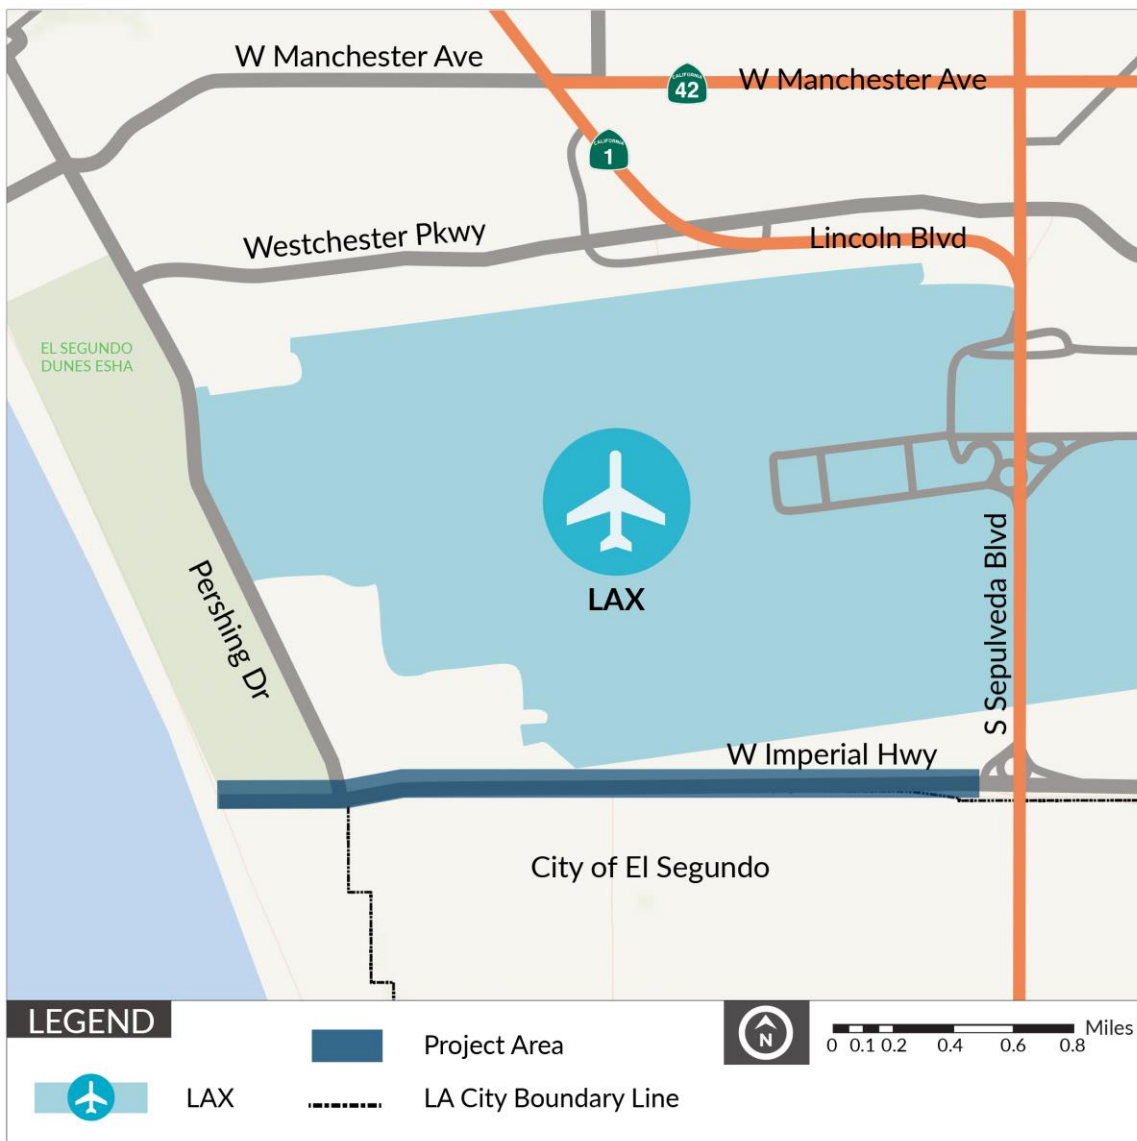 W Manchester Ave
CALIFORNIA
42
W Manchester Ave
CALIFORNIA
1
Westchester Pkwy
Lincoln Blvd
EL SEGUNDO
DUNES ESHA
LAX
Pershing Dr
S Sepulveda Blvd
W Imperial Hwy
City of El Segundo
LEGEND
Project Area
LAX
LA City Boundary Line
N
Miles
0 0.1 0.2 0.4 0.6 0.8